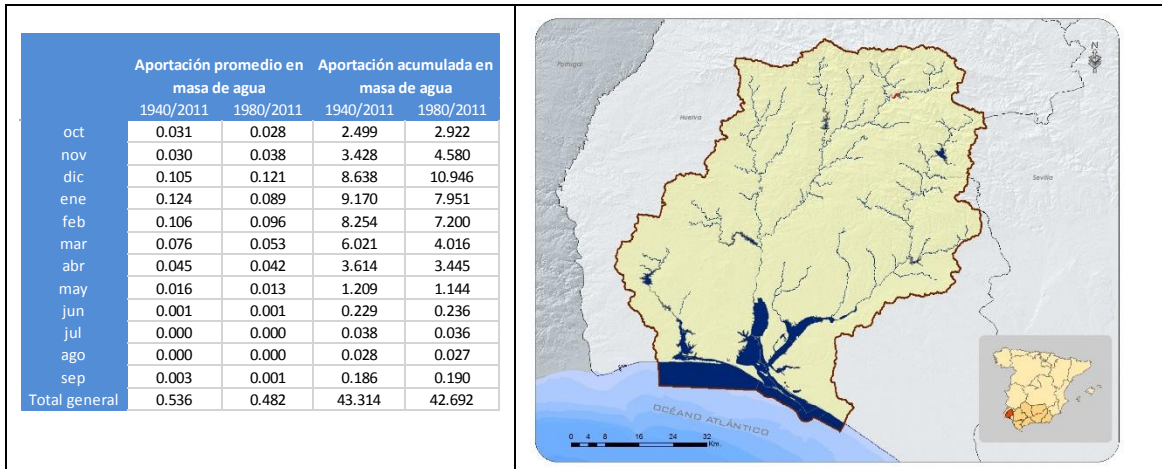 Aportación promedio en masa de agua Aportación acumulada en masa de agua
1940/2011 1980/2011 1940/2011 1980/2011
oct 0.031 0.028 2.499 2.922
nov 0.030 0.038 3.428 4.580
dic 0.105 0.121 8.638 10.946
ene 0.124 0.089 9.170 7.951
feb 0.106 0.096 8.254 7.200
mar 0.076 0.053 6.021 4.016
abr 0.045 0.042 3.614 3.445
may 0.016 0.013 1.209 1.144
jun 0.001 0.001 0.229 0.236
jul 0.000 0.000 0.038 0.036
ago 0.000 0.000 0.028 0.027
sep 0.003 0.001 0.186 0.190
Total general 0.536 0.482 43.314 42.692
Portugal
Huelva
Sevilla
N
OCÉANO ATLÁNTICO
0 4 8 16 24 32
Km.